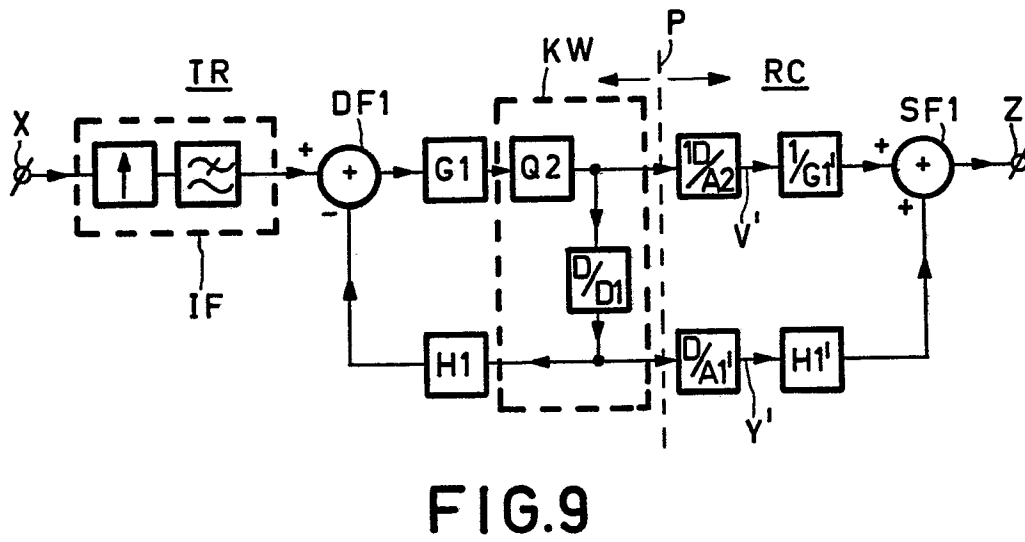 P
KW
TR
RC
X
DF1
SF1
Z
+
+
+
+
+
G1
Q2
1D/A2
1/G1'
−
+
V'
D/D1
IF
H1
D/A1'
H1'
Y'
FIG.9